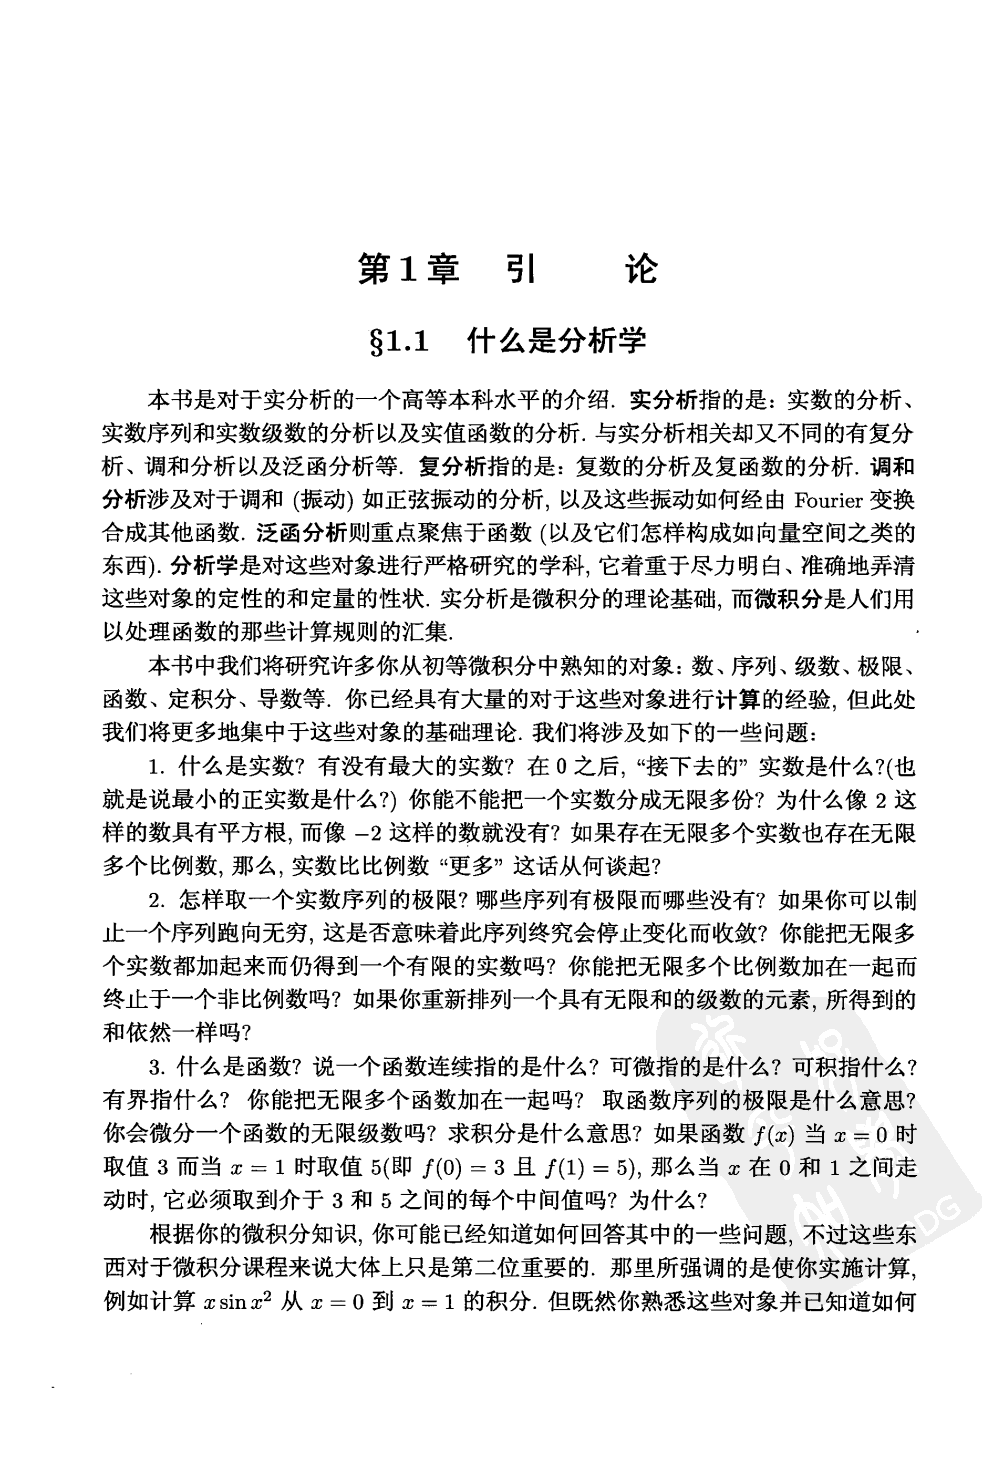 第1章 引 论
§1.1 什么是分析学
本书是对于实分析的一个高等本科水平的介绍. 实分析指的是: 实数的分析、
实数序列和实数级数的分析以及实值函数的分析. 与实分析相关却又不同的有复分
析、调和分析以及泛函分析等. 复分析指的是: 复数的分析及复函数的分析. 调和
分析涉及对于调和 (振动) 如正弦振动的分析, 以及这些振动如何经由 Fourier 变换
合成其他函数. 泛函分析则重点聚焦于函数 (以及它们怎样构成如向量空间之类的
东西). 分析学是对这些对象进行严格研究的学科, 它着重于尽力明白、准确地弄清
这些对象的定性的和定量的性状. 实分析是微积分的理论基础, 而微积分是人们用
以处理函数的那些计算规则的汇集.
本书中我们将研究许多你从初等微积分中熟知的对象: 数、序列、级数、极限、
函数、定积分、导数等. 你已经具有大量的对于这些对象进行计算的经验, 但此处
我们将更多地集中于这些对象的基础理论. 我们将涉及如下的一些问题:
1. 什么是实数? 有没有最大的实数? 在 0 之后, “接下去的” 实数是什么?(也
就是说最小的正实数是什么?) 你能不能把一个实数分成无限多份? 为什么像 2 这
样的数具有平方根, 而像 −2 这样的数就没有? 如果存在无限多个实数也存在无限
多个比例数, 那么, 实数比比例数 “更多” 这话从何谈起?
2. 怎样取一个实数序列的极限? 哪些序列有极限而哪些没有? 如果你可以制
止一个序列跑向无穷, 这是否意味着此序列终究会停止变化而收敛? 你能把无限多
个实数都加起来而仍得到一个有限的实数吗? 你能把无限多个比例数加在一起而
终止于一个非比例数吗? 如果你重新排列一个具有无限和的级数的元素, 所得到的
和依然一样吗?
3. 什么是函数? 说一个函数连续指的是什么? 可微指的是什么? 可积指什么?
有界指什么? 你能把无限多个函数加在一起吗? 取函数序列的极限是什么意思?
你会微分一个函数的无限级数吗? 求积分是什么意思? 如果函数 f(x) 当 x = 0 时
取值 3 而当 x = 1 时取值 5(即 f(0) = 3 且 f(1) = 5), 那么当 x 在 0 和 1 之间走
动时, 它必须取到介于 3 和 5 之间的每个中间值吗? 为什么?
根据你的微积分知识, 你可能已经知道如何回答其中的一些问题, 不过这些东
西对于微积分课程来说大体上只是第二位重要的. 那里所强调的是使你实施计算,
例如计算 x sin x² 从 x = 0 到 x = 1 的积分. 但既然你熟悉这些对象并已知道如何